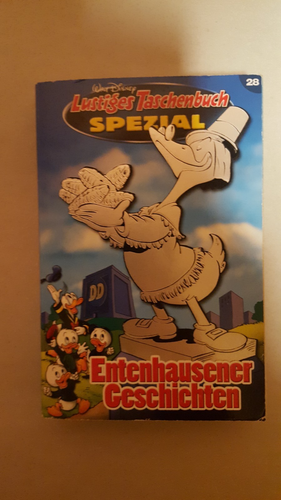 Walt Disney
28
Lustiges Taschenbuch
SPEZIAL
DD
Entenhausener
Geschichten